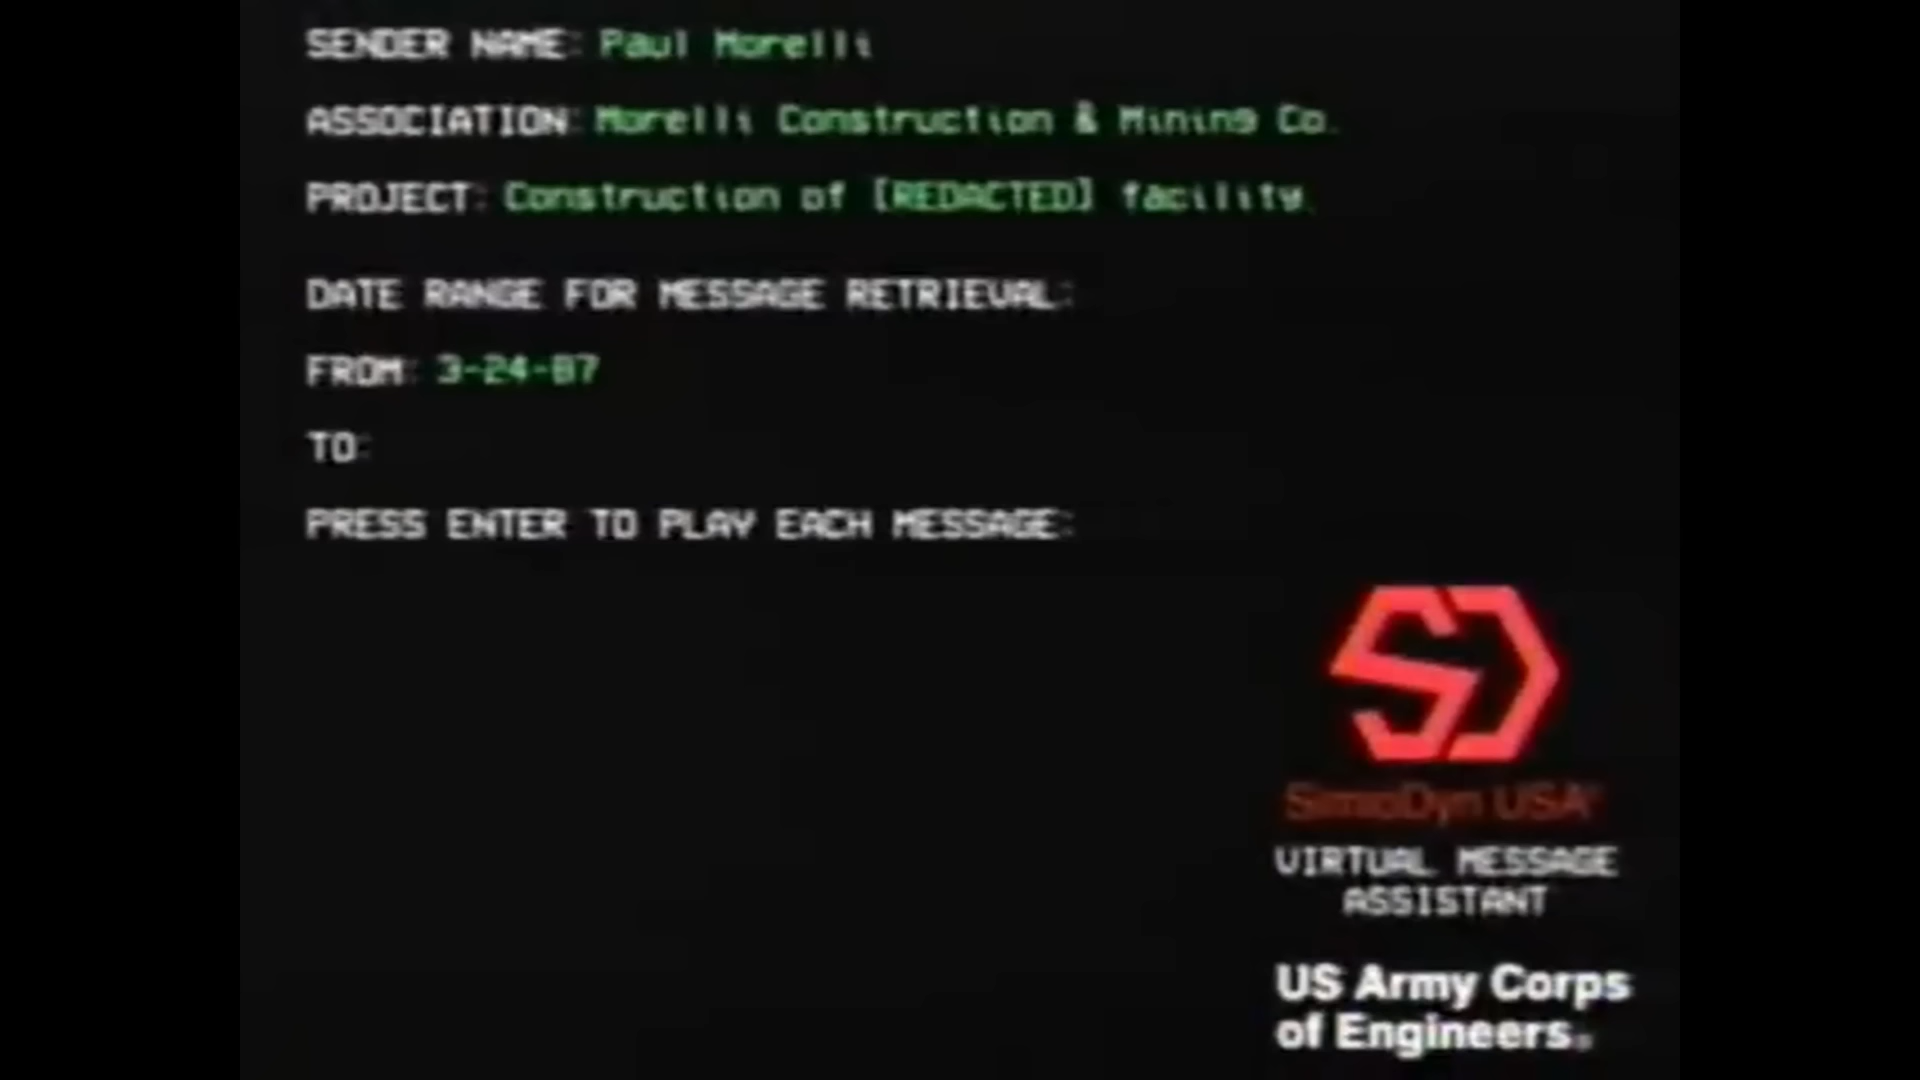 SENDER NAME: Paul Morelli
ASSOCIATION: Morelli Construction & Mining Co.
PROJECT: Construction of [REDACTED] facility.
DATE RANGE FOR MESSAGE RETRIEVAL:
FROM: 3-24-87
TO:
PRESS ENTER TO PLAY EACH MESSAGE:
SD
USA
VIRTUAL MESSAGE
ASSISTANT
US Army Corps
of Engineers®